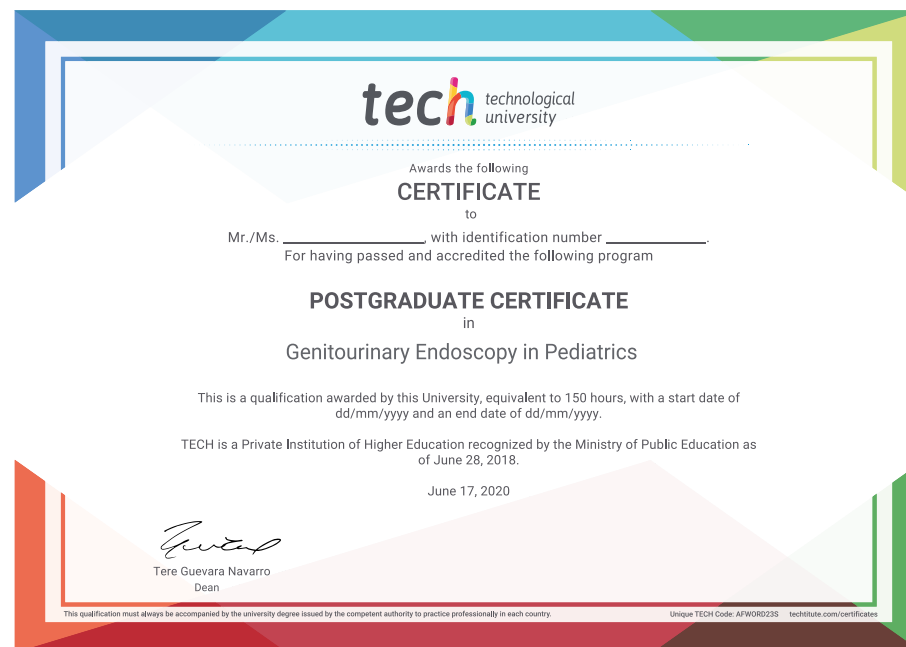 tech technological
university
Awards the following
CERTIFICATE
to
Mr./Ms. ____________, with identification number ____________.
For having passed and accredited the following program
POSTGRADUATE CERTIFICATE
in
Genitourinary Endoscopy in Pediatrics
This is a qualification awarded by this University, equivalent to 150 hours, with a start date of
dd/mm/yyyy and an end date of dd/mm/yyyy.
TECH is a Private Institution of Higher Education recognized by the Ministry of Public Education as
of June 28, 2018.
June 17, 2020
Tere Guevara Navarro
Dean
This qualification must always be accompanied by the university degree issued by the competent authority to practice professionally in each country.
Unique TECH Code: AFWORD23S techtitute.com/certificates